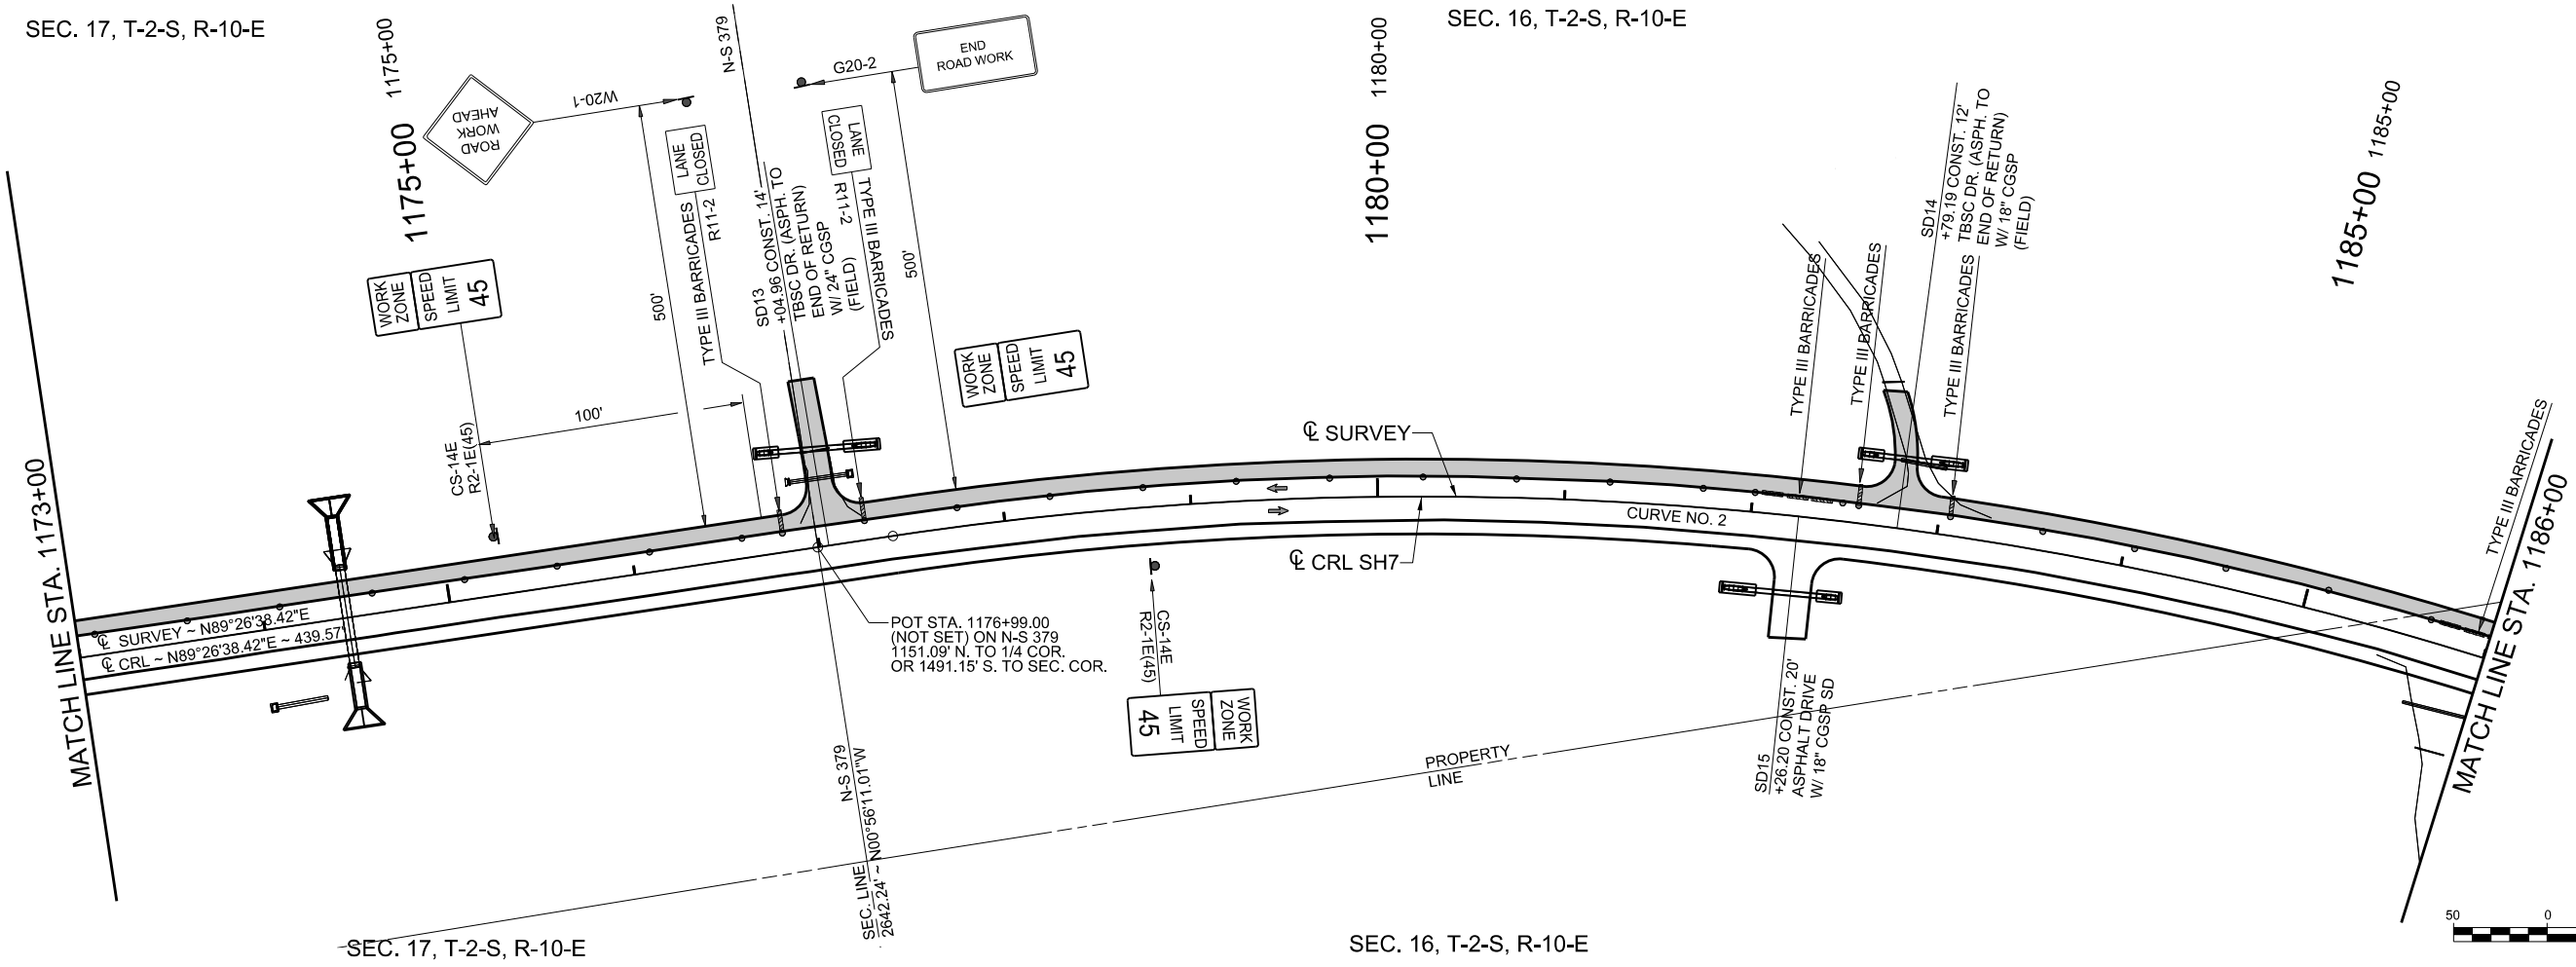 SEC. 17, T-2-S, R-10-E
1175+00
1175+00
ROAD
WORK
AHEAD
W20-1
500'
LANE
CLOSED
TYPE III BARRICADES
R11-2
N-S 379
G20-2
END
ROAD WORK
LANE
CLOSED
R11-2
TYPE III BARRICADES
500'
SD13
+04.96 CONST. 14'
TBSC DR. (ASPH. TO
END OF RETURN)
W/ 24" CGSP
(FIELD)
WORK
ZONE
SPEED
LIMIT
45
CS-14E
R2-1E(45)
100'
WORK
ZONE
SPEED
LIMIT
45
1180+00
1180+00
SEC. 16, T-2-S, R-10-E
TYPE III BARRICADES
TYPE III BARRICADES
TYPE III BARRICADES
SD14
+79.19 CONST. 12'
TBSC DR. (ASPH. TO
END OF RETURN)
W/ 18" CGSP
(FIELD)
1185+00
1185+00
TYPE III BARRICADES
MATCH LINE STA. 1173+00
℄ SURVEY ~ N89°26'38.42"E
℄ CRL ~ N89°26'38.42"E ~ 439.57'
℄ SURVEY
℄ CRL SH7
CURVE NO. 2
POT STA. 1176+99.00
(NOT SET) ON N-S 379
1151.09' N. TO 1/4 COR.
OR 1491.15' S. TO SEC. COR.
CS-14E
R2-1E(45)
WORK
ZONE
SPEED
LIMIT
45
N-S 379
SEC. LINE
2642.24' ~ N00°56'11.01"W
PROPERTY
LINE
SD15
+26.20 CONST. 20'
ASPHALT DRIVE
W/ 18" CGSP SD
MATCH LINE STA. 1186+00
SEC. 17, T-2-S, R-10-E
SEC. 16, T-2-S, R-10-E
50 0